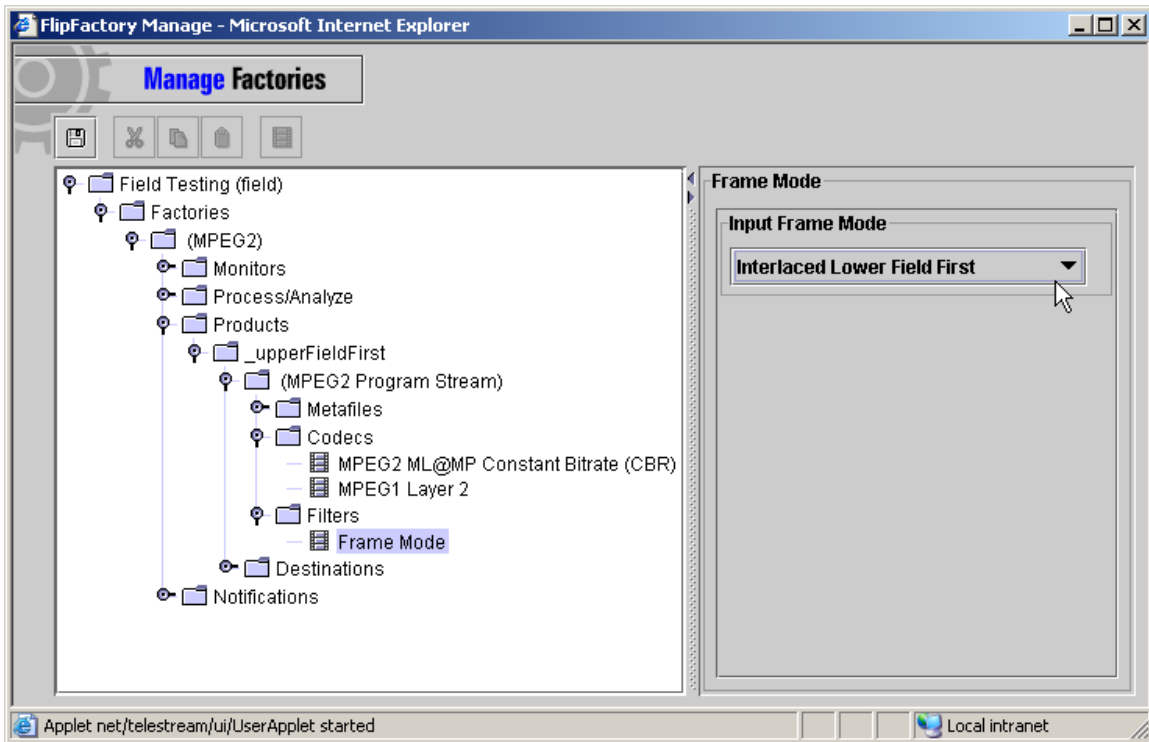 FlipFactory Manage - Microsoft Internet Explorer
Manage Factories
Field Testing (field)
Factories
(MPEG2)
Monitors
Process/Analyze
Products
_upperFieldFirst
(MPEG2 Program Stream)
Metafiles
Codecs
MPEG2 ML@MP Constant Bitrate (CBR)
MPEG1 Layer 2
Filters
Frame Mode
Destinations
Notifications
Frame Mode
Input Frame Mode
Interlaced Lower Field First
Applet net/telestream/ui/UserApplet started
Local intranet